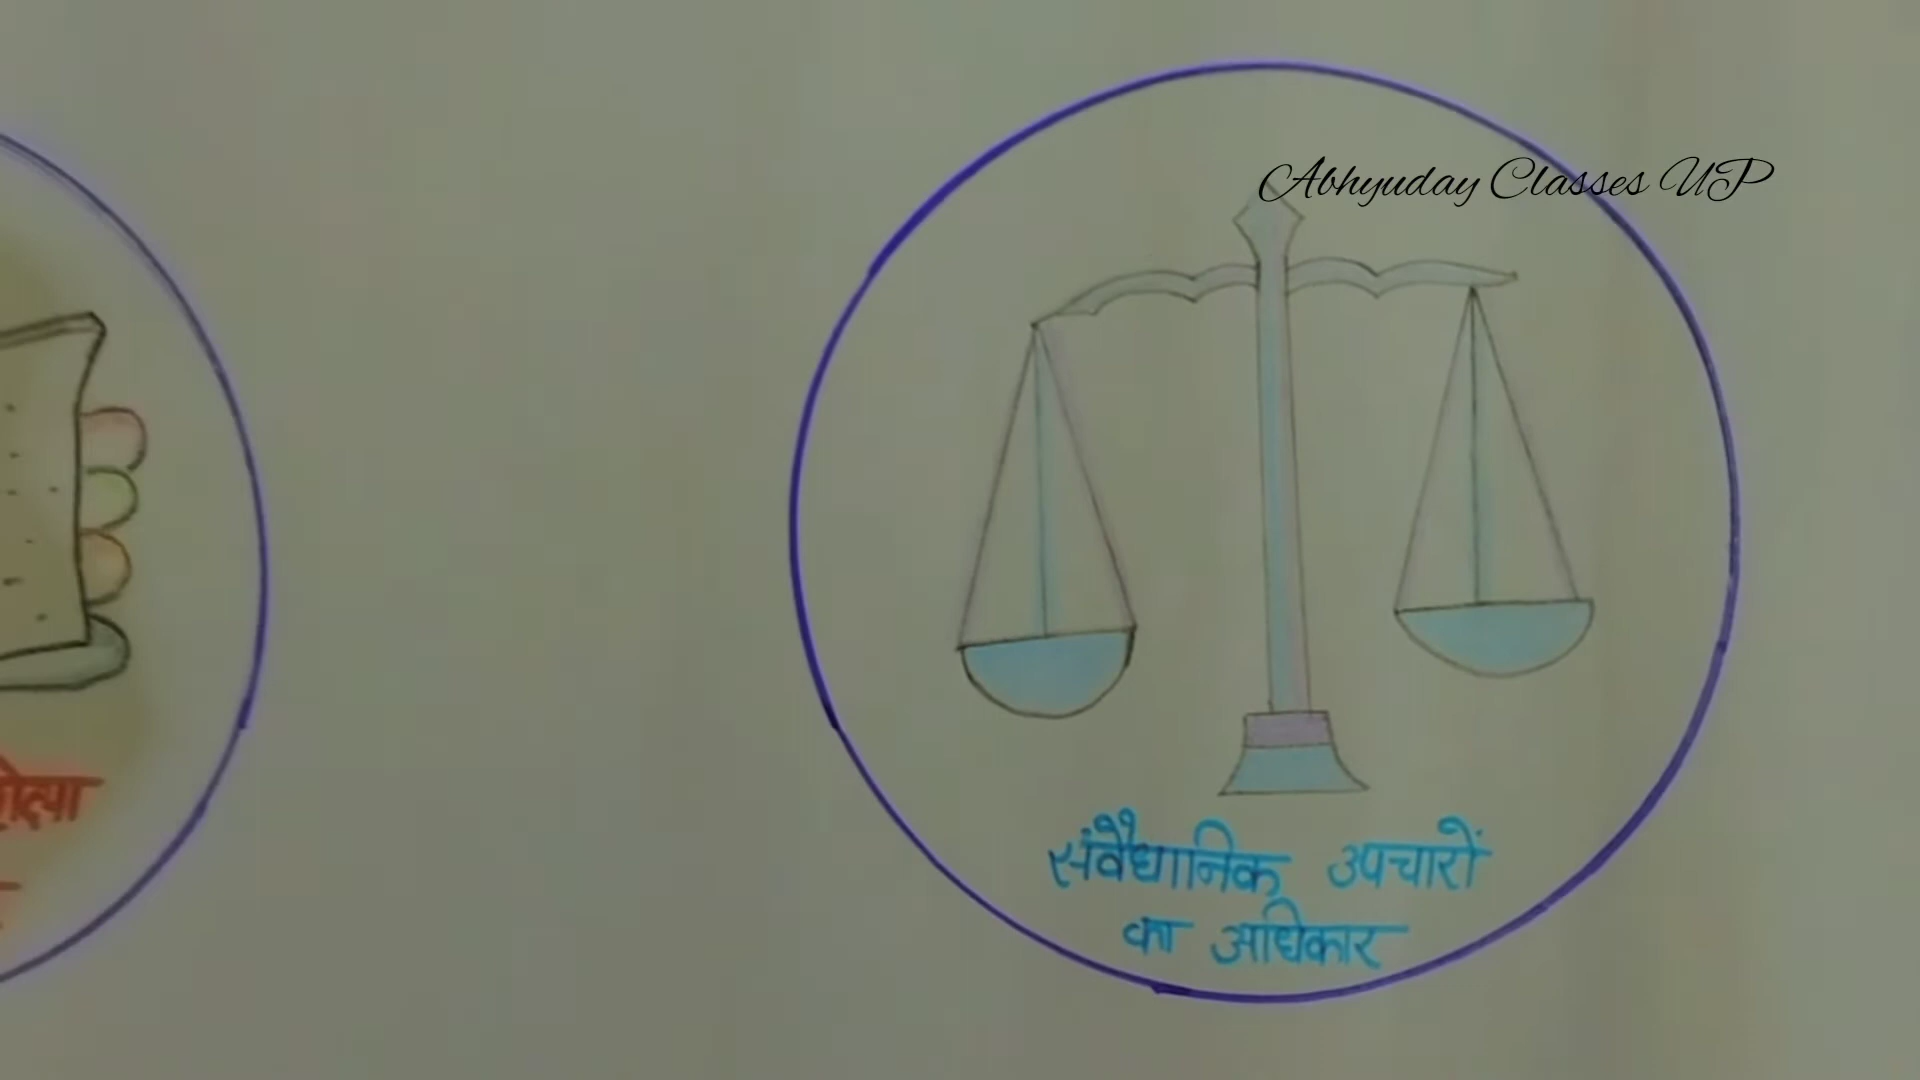 Abhyuday Classes UP
संवैधानिक उपचारों
का अधिकार